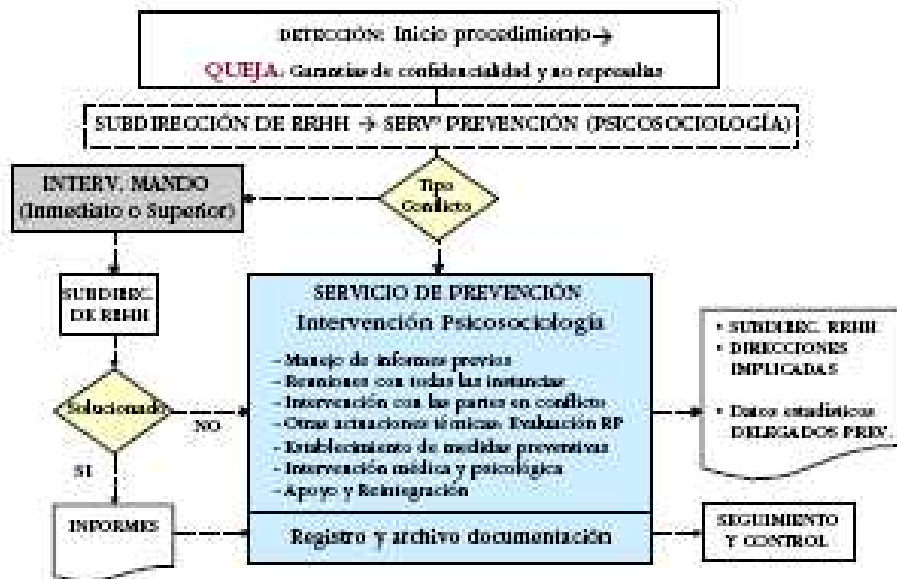 DETECCIÓN: Inicio procedimiento→
QUEJA: Garantías de confidencialidad y no represalias
SUBDIRECCIÓN DE RRHH → SERVº PREVENCIÓN (PSICOSOCIOLOGÍA)
Tipo
Conflicto
INTERV. MANDO
(Inmediato o Superior)
SUBDIREC.
DE RRHH
Solucionado
NO
SI
INFORMES
SERVICIO DE PREVENCIÓN
Intervención Psicosociología
- Manejo de informes previos
- Reuniones con todas las instancias
- Intervención con las partes en conflicto
- Otras actuaciones técnicas. Evaluación RP
- Establecimiento de medidas preventivas
- Intervención médica y psicológica
- Apoyo y Reintegración
Registro y archivo documentación
• SUBDIREC. RRHH
• DIRECCIONES
IMPLICADAS
• Datos estadísticos
DELEGADOS PREV.
SEGUIMIENTO
Y CONTROL